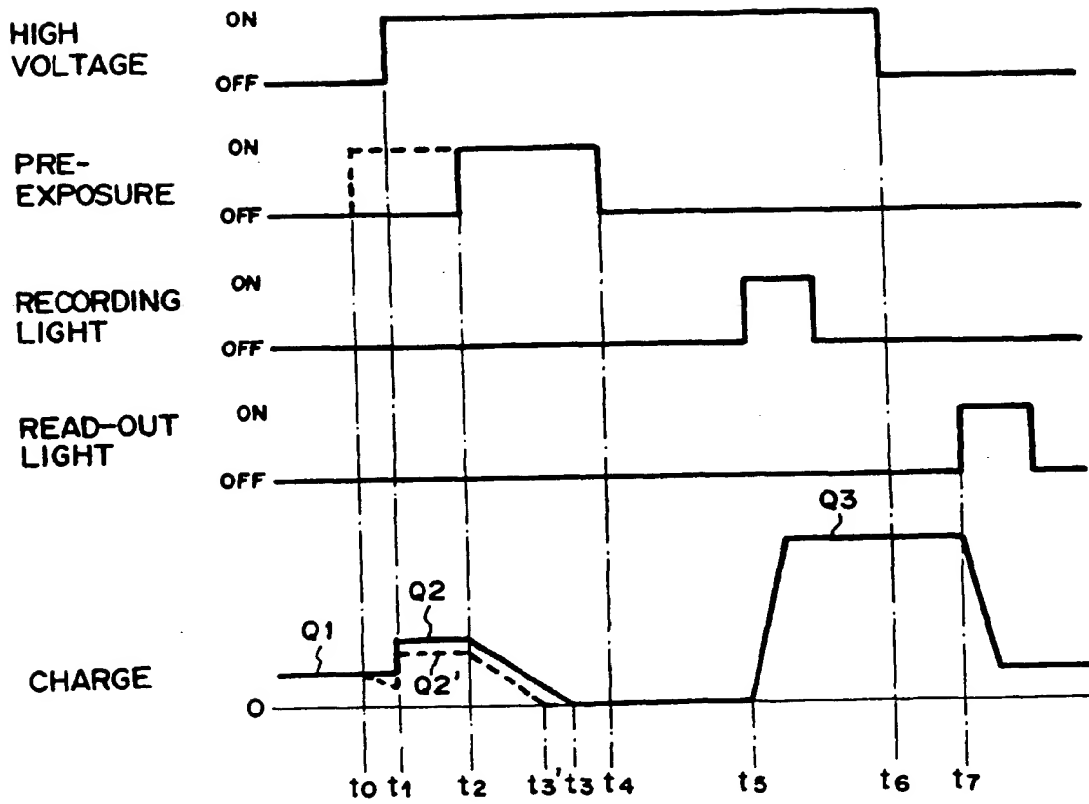 HIGH
VOLTAGE
ON
OFF
PRE-
EXPOSURE
ON
OFF
RECORDING
LIGHT
ON
OFF
READ-OUT
LIGHT
ON
OFF
CHARGE
Q1
Q2
Q2'
Q3
0
t0 t1 t2 t3' t3 t4 t5 t6 t7